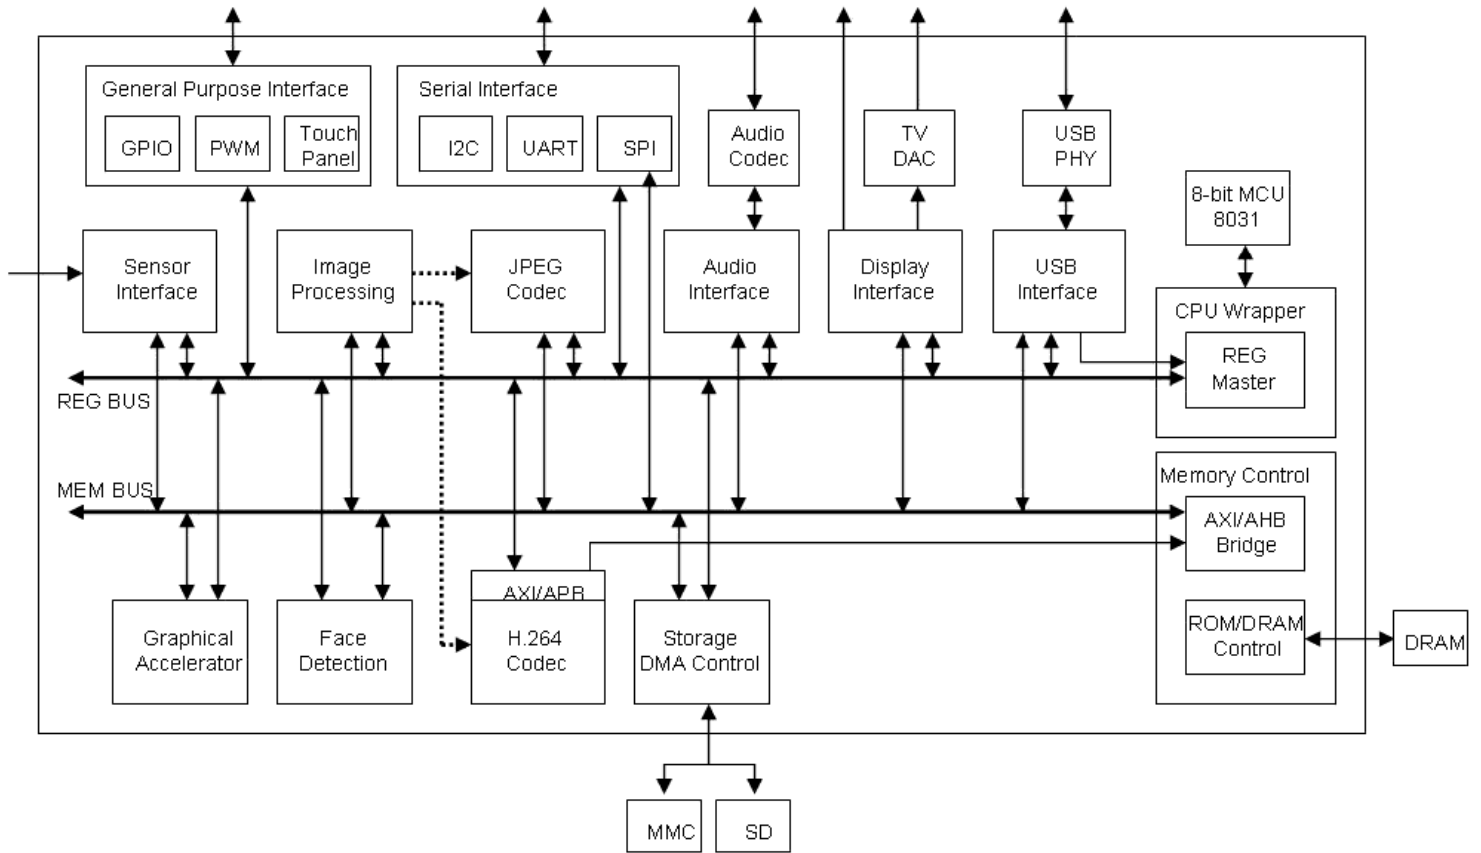 General Purpose Interface
GPIO
PWM
Touch
Panel
Serial Interface
I2C
UART
SPI
Audio
Codec
TV
DAC
USB
PHY
8-bit MCU
8031
Sensor
Interface
Image
Processing
JPEG
Codec
Audio
Interface
Display
Interface
USB
Interface
CPU Wrapper
REG
Master
REG BUS
MEM BUS
Memory Control
AXI/AHB
Bridge
ROM/DRAM
Control
DRAM
Graphical
Accelerator
Face
Detection
AXI/APB
H.264
Codec
Storage
DMA Control
MMC
SD